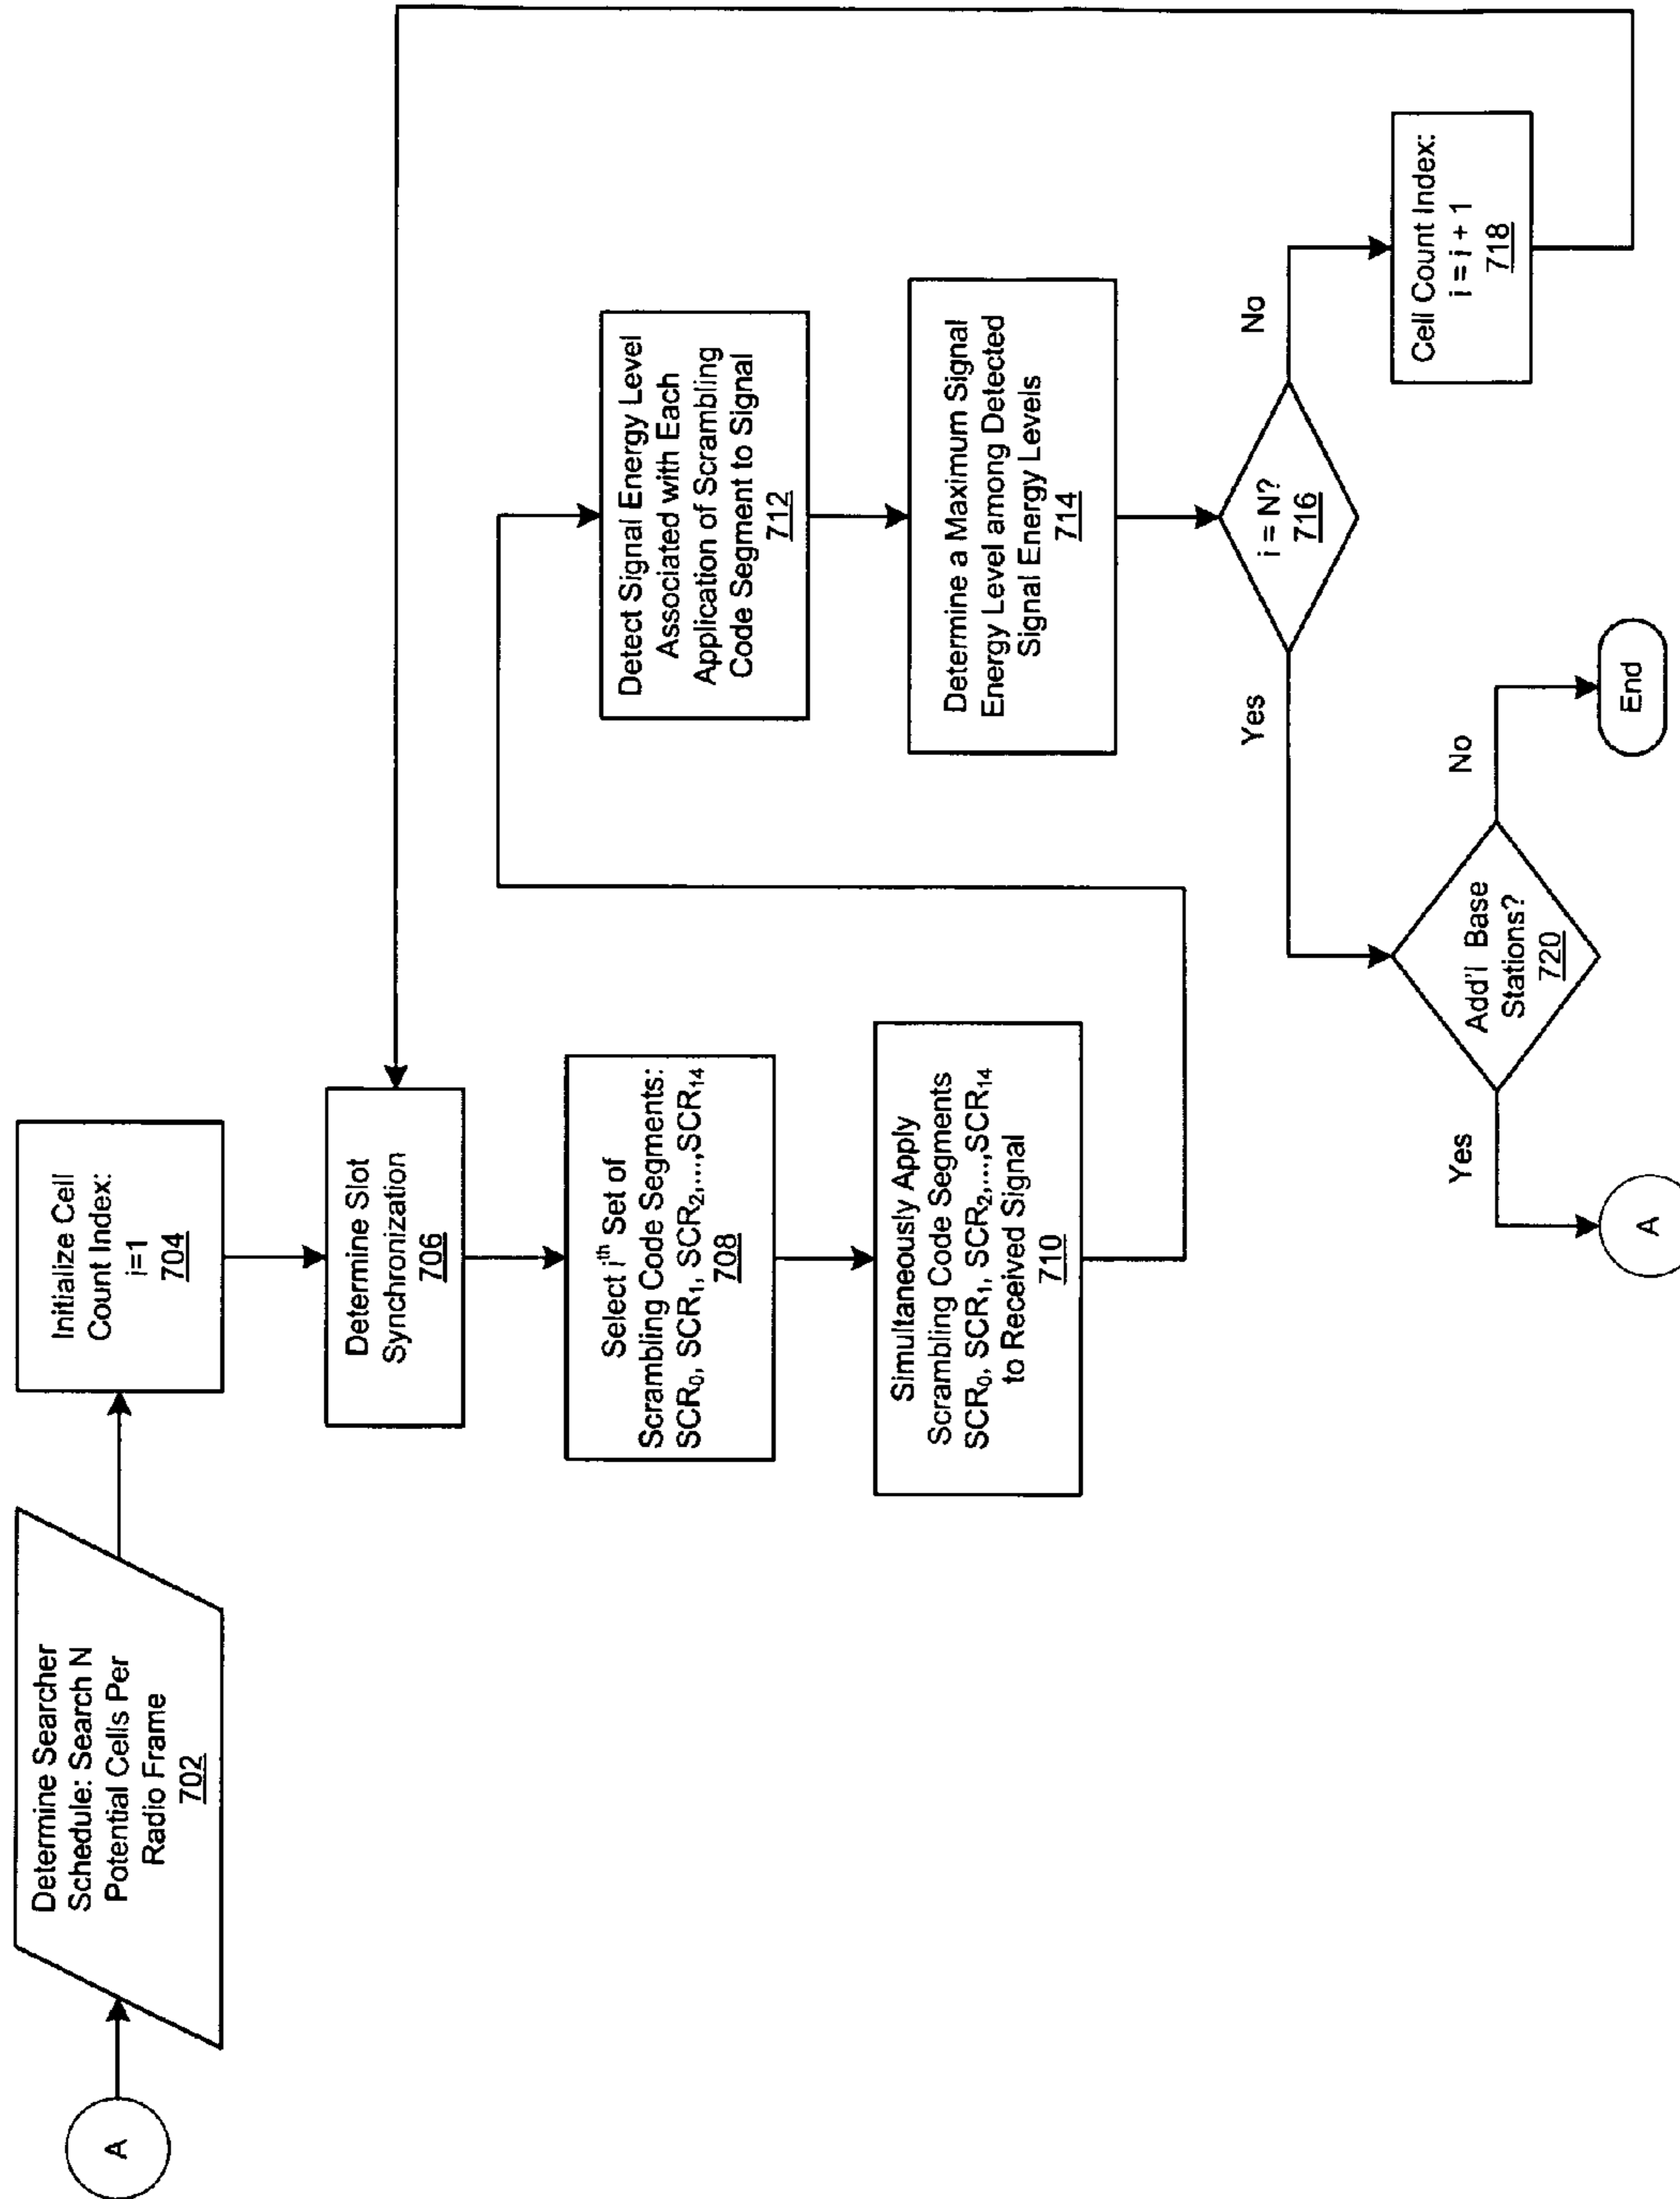 A
Determine Searcher
Schedule: Search N
Potential Cells Per
Radio Frame
702
Initialize Cell
Count Index:
i=1
704
Determine Slot
Synchronization
706
Select iᵗʰ Set of
Scrambling Code Segments:
SCR₀, SCR₁, SCR₂,...,SCR₁₄
708
Simultaneously Apply
Scrambling Code Segments
SCR₀, SCR₁, SCR₂,...,SCR₁₄
to Received Signal
710
Detect Signal Energy Level
Associated with Each
Application of Scrambling
Code Segment to Signal
712
Determine a Maximum Signal
Energy Level among Detected
Signal Energy Levels
714
i = N?
716
No
Cell Count Index:
i = i + 1
718
Yes
Add'l Base
Stations?
720
No
End
Yes
A